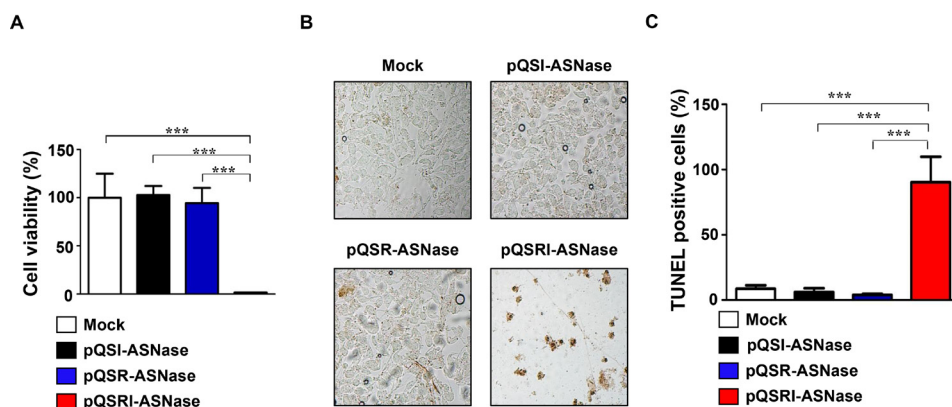 A
Cell viability (%)
150
100
50
0
***
***
***
Mock
pQSI-ASNase
pQSR-ASNase
pQSRI-ASNase
B
Mock
pQSI-ASNase
pQSR-ASNase
pQSRI-ASNase
C
TUNEL positive cells (%)
150
100
50
0
***
***
***
Mock
pQSI-ASNase
pQSR-ASNase
pQSRI-ASNase